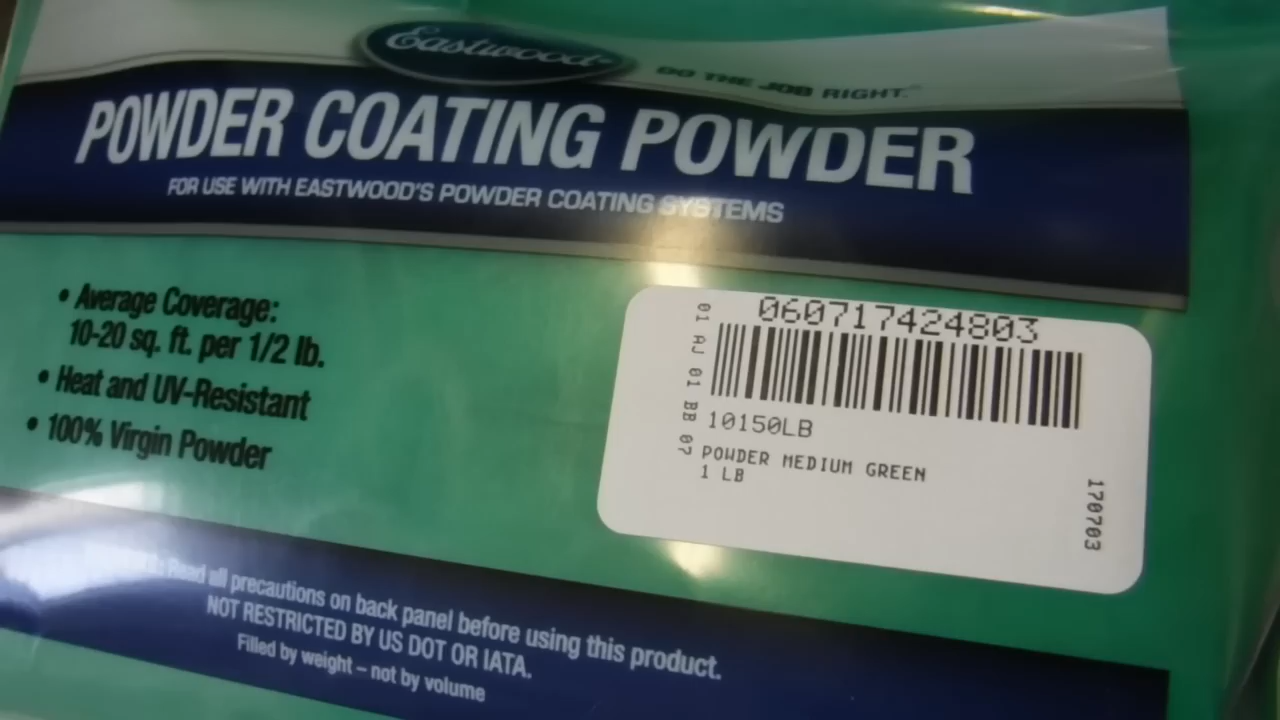 Eastwood
DO THE JOB RIGHT.
POWDER COATING POWDER
FOR USE WITH EASTWOOD'S POWDER COATING SYSTEMS
• Average Coverage:
10-20 sq. ft. per 1/2 lb.
• Heat and UV-Resistant
• 100% Virgin Powder
060717424803
01 AJ 01 BB 07
10150LB
POWDER MEDIUM GREEN
1 LB
170703
Read all precautions on back panel before using this product.
NOT RESTRICTED BY US DOT OR IATA.
Filled by weight – not by volume